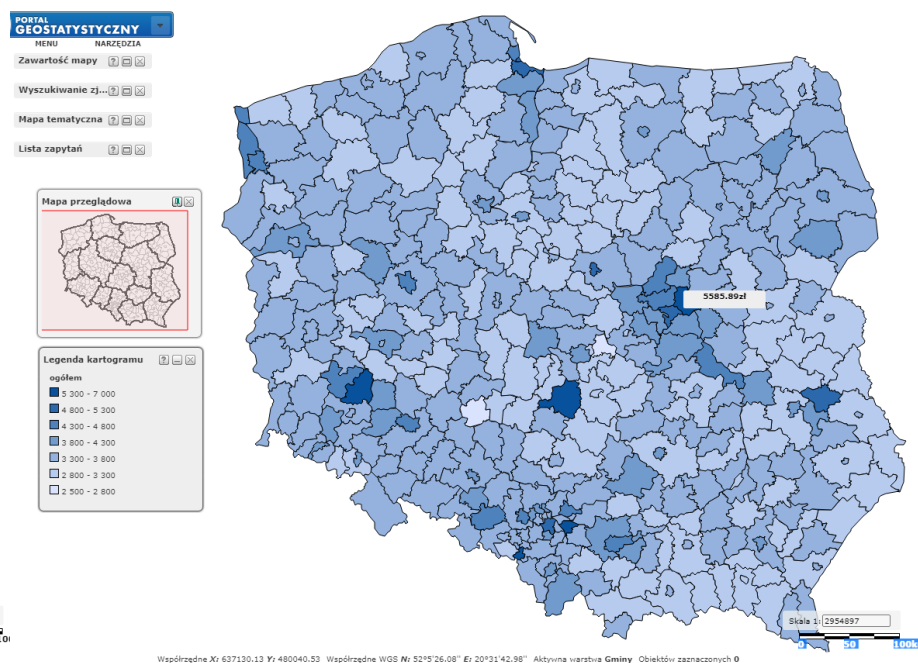 PORTAL
GEOSTATYSTYCZNY
MENU NARZĘDZIA
Zawartość mapy
Wyszukiwanie zj...
Mapa tematyczna
Lista zapytań
Mapa przeglądowa
Legenda kartogramu
ogółem
5 300 - 7 000
4 800 - 5 300
4 300 - 4 800
3 800 - 4 300
3 300 - 3 800
2 800 - 3 300
2 500 - 2 800
5585.89zł
Skala 1: 2954897
0 50 100k
Współrzędne X: 637130.13 Y: 480040.53 Współrzędne WGS N: 52°5'26.08" E: 20°31'42.98" Aktywna warstwa Gminy Obiektów zaznaczonych 0